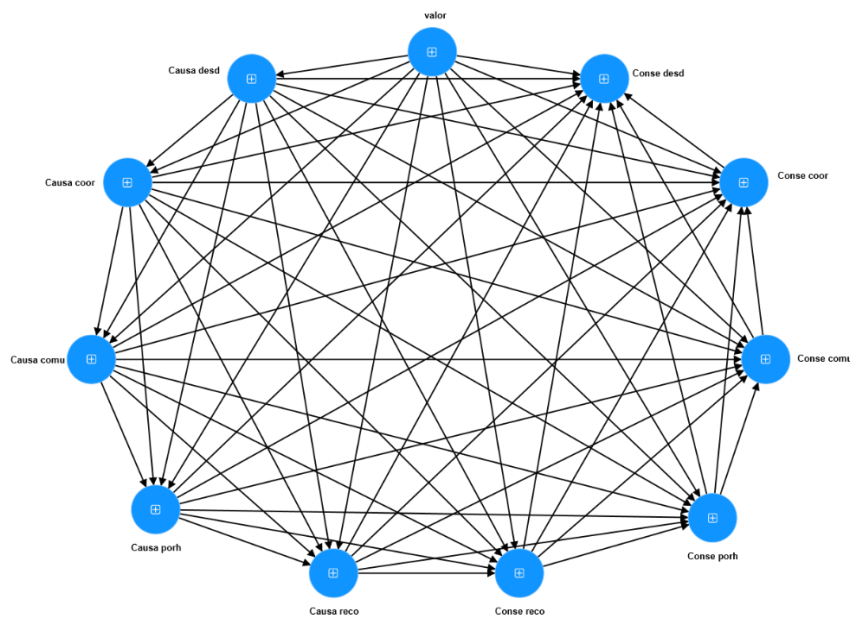 valor
Causa desd
Conse desd
Causa coor
Conse coor
Causa comu
Conse comu
Causa porh
Conse porh
Causa reco
Conse reco